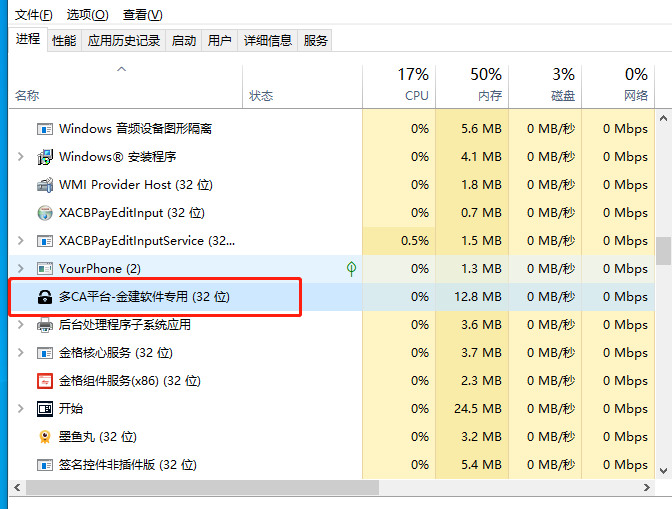 文件(F) 选项(O) 查看(V)
进程 性能 应用历史记录 启动 用户 详细信息 服务
17% 50% 3% 0%
名称 状态 CPU 内存 磁盘 网络
Windows 音频设备图形隔离 0% 5.6 MB 0 MB/秒 0 Mbps
Windows® 安装程序 0% 4.1 MB 0 MB/秒 0 Mbps
WMI Provider Host (32 位) 0% 1.8 MB 0 MB/秒 0 Mbps
XACBPayEditInput (32 位) 0% 0.7 MB 0 MB/秒 0 Mbps
XACBPayEditInputService (32... 0.5% 1.5 MB 0 MB/秒 0 Mbps
YourPhone (2) 0% 1.3 MB 0 MB/秒 0 Mbps
多CA平台-金建软件专用 (32 位) 0% 12.8 MB 0 MB/秒 0 Mbps
后台处理程序子系统应用 0% 3.6 MB 0 MB/秒 0 Mbps
金格核心服务 (32 位) 0% 3.7 MB 0 MB/秒 0 Mbps
金格组件服务(x86) (32 位) 0% 2.3 MB 0 MB/秒 0 Mbps
开始 0% 24.5 MB 0 MB/秒 0 Mbps
墨鱼丸 (32 位) 0% 3.2 MB 0 MB/秒 0 Mbps
签名控件非插件版 (32 位) 0% 5.4 MB 0 MB/秒 0 Mbps